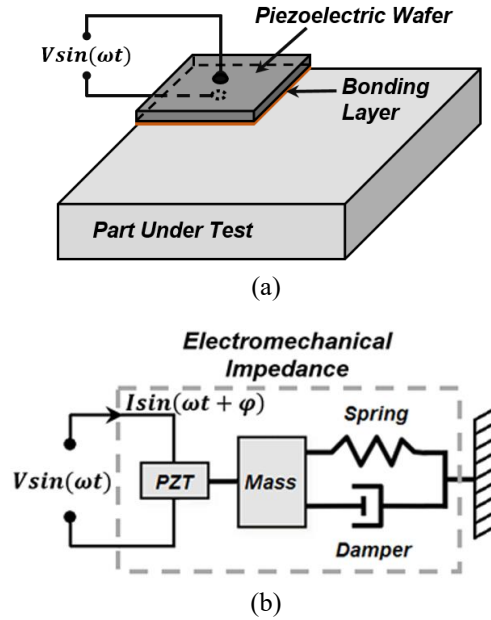 Piezoelectric Wafer
Vsin(ωt)
Bonding
Layer
Part Under Test
(a)
Electromechanical
Impedance
Isin(ωt + φ)
Spring
Vsin(ωt)
PZT
Mass
Damper
(b)